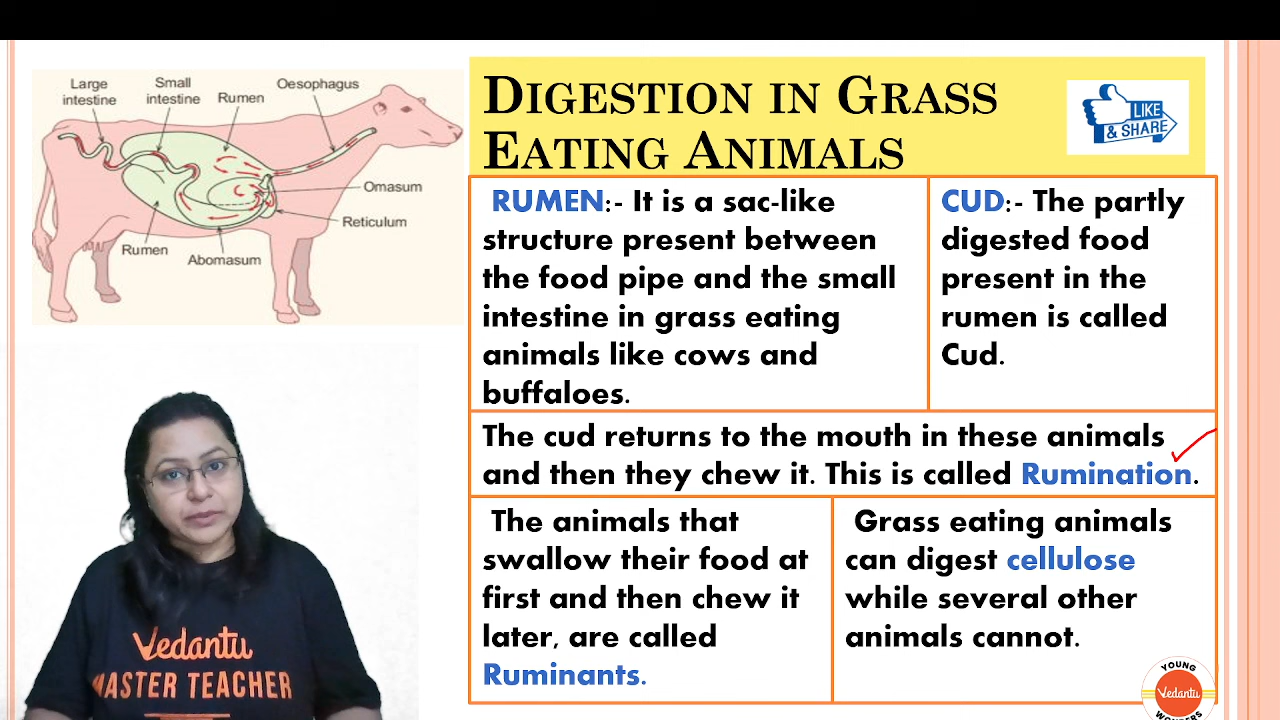 DIGESTION IN GRASS
EATING ANIMALS
LIKE
& SHARE
Large
intestine
Small
intestine
Rumen
Oesophagus
Omasum
Reticulum
Rumen
Abomasum
RUMEN:- It is a sac-like
structure present between
the food pipe and the small
intestine in grass eating
animals like cows and
buffaloes.
CUD:- The partly
digested food
present in the
rumen is called
Cud.
The cud returns to the mouth in these animals
and then they chew it. This is called Rumination.
The animals that
swallow their food at
first and then chew it
later, are called
Ruminants.
Grass eating animals
can digest cellulose
while several other
animals cannot.
Vedantu
MASTER TEACHER
YOUNG
Vedantu
WONDERS